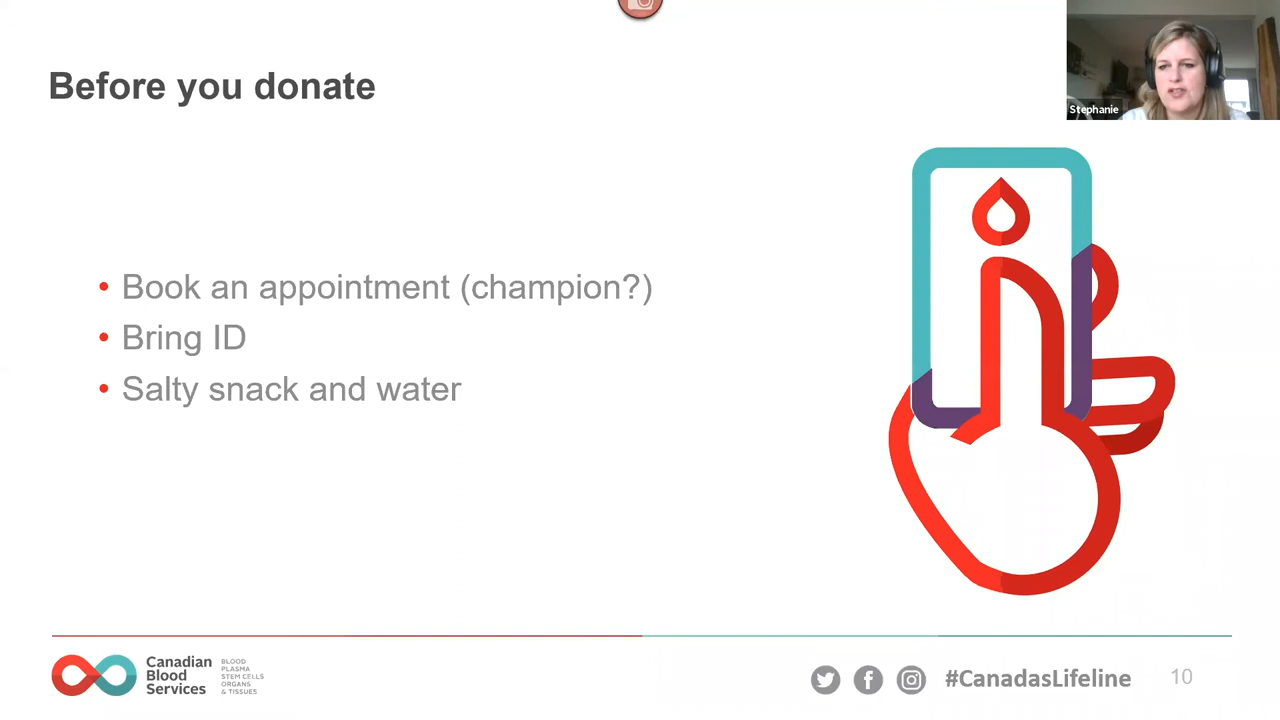 Before you donate
Stephanie
• Book an appointment (champion?)
• Bring ID
• Salty snack and water
Canadian
Blood
Services
BLOOD
PLASMA
STEM CELLS
ORGANS
& TISSUES
#CanadasLifeline
10